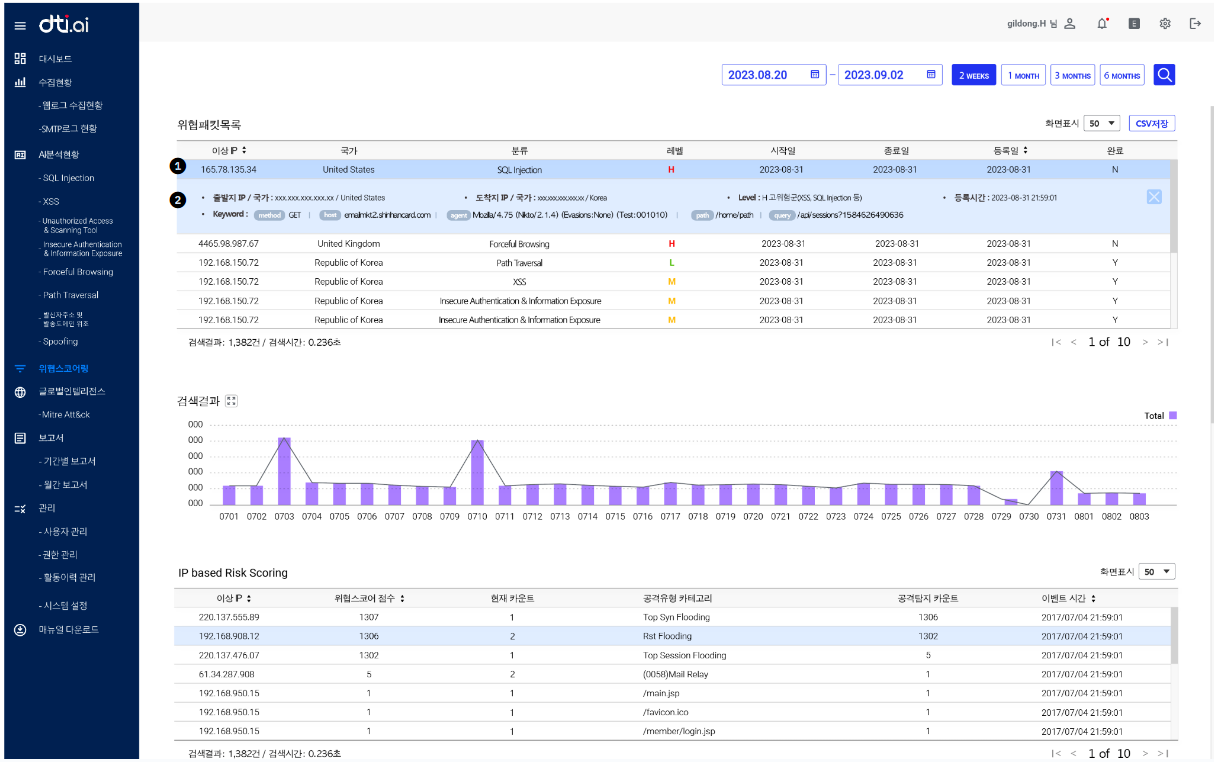 dti.ai
gildong.H 님
E
대시보드
수집현황
- 웹로그 수집현황
-SMTP로그 현황
AI분석현황
- SQL Injection
- XSS
- Unauthorized Access
& Scanning Tool
- Insecure Authentication
& Information Exposure
- Forceful Browsing
- Path Traversal
- 발신자주소 및
발송도메인 위조
- Spoofing
위협스코어링
글로벌인텔리전스
-Mitre Att&ck
보고서
- 기간별 보고서
- 월간 보고서
관리
- 사용자 관리
- 권한 관리
- 활동이력 관리
- 시스템 설정
매뉴얼 다운로드
2023.08.20 – 2023.09.02 2 WEEKS 1 MONTH 3 MONTHS 6 MONTHS
위협패킷목록 화면표시 50 CSV저장
이상 IP 국가 분류 레벨 시작일 종료일 등록일 완료
1 165.78.135.34 United States SQL Injection H 2023-08-31 2023-08-31 2023-08-31 N
2 • 출발지 IP / 국가 : xxx.xxx.xxx.xxx.xx / United States • 도착지 IP / 국가 : xxx.xxx.xxx.xxxxx / Korea • Level : H 고위험군(XSS, SQL Injection 등) • 등록시간 : 2023-08-31 21:59:01
• Keyword : method GET | host emailmkt2.shinhancard.com | agent Mozilla/4.75 (Nikto/2.1.4) (Evasions:None) (Test:001010) | path /home/path | query /api/sessions?1584626490636
4465.98.987.67 United Kingdom Forceful Browsing H 2023-08-31 2023-08-31 2023-08-31 N
192.168.150.72 Republic of Korea Path Traversal L 2023-08-31 2023-08-31 2023-08-31 Y
192.168.150.72 Republic of Korea XSS M 2023-08-31 2023-08-31 2023-08-31 Y
192.168.150.72 Republic of Korea Insecure Authentication & Information Exposure M 2023-08-31 2023-08-31 2023-08-31 Y
192.168.150.72 Republic of Korea Insecure Authentication & Information Exposure M 2023-08-31 2023-08-31 2023-08-31 Y
검색결과: 1,382건 / 검색시간: 0.236초 |< < 1 of 10 > >|
검색결과
Total
000
000
000
000
000
000
0701 0702 0703 0704 0705 0706 0707 0708 0709 0710 0711 0712 0713 0714 0715 0716 0717 0718 0719 0720 0721 0722 0723 0724 0725 0726 0727 0728 0729 0730 0731 0801 0802 0803
IP based Risk Scoring 화면표시 50
이상 IP 위협스코어 점수 현재 카운트 공격유형 카테고리 공격탐지 카운트 이벤트 시간
220.137.555.89 1307 1 Top Syn Flooding 1306 2017/07/04 21:59:01
192.168.908.12 1306 2 Rst Flooding 1302 2017/07/04 21:59:01
220.137.476.07 1302 1 Top Session Flooding 5 2017/07/04 21:59:01
61.34.287.908 5 2 (0058)Mail Relay 1 2017/07/04 21:59:01
192.168.950.15 1 1 /main.jsp 1 2017/07/04 21:59:01
192.168.950.15 1 1 /favicon.ico 1 2017/07/04 21:59:01
192.168.950.15 1 1 /member/login.jsp 1 2017/07/04 21:59:01
검색결과: 1,382건 / 검색시간: 0.236초 |< < 1 of 10 > >|